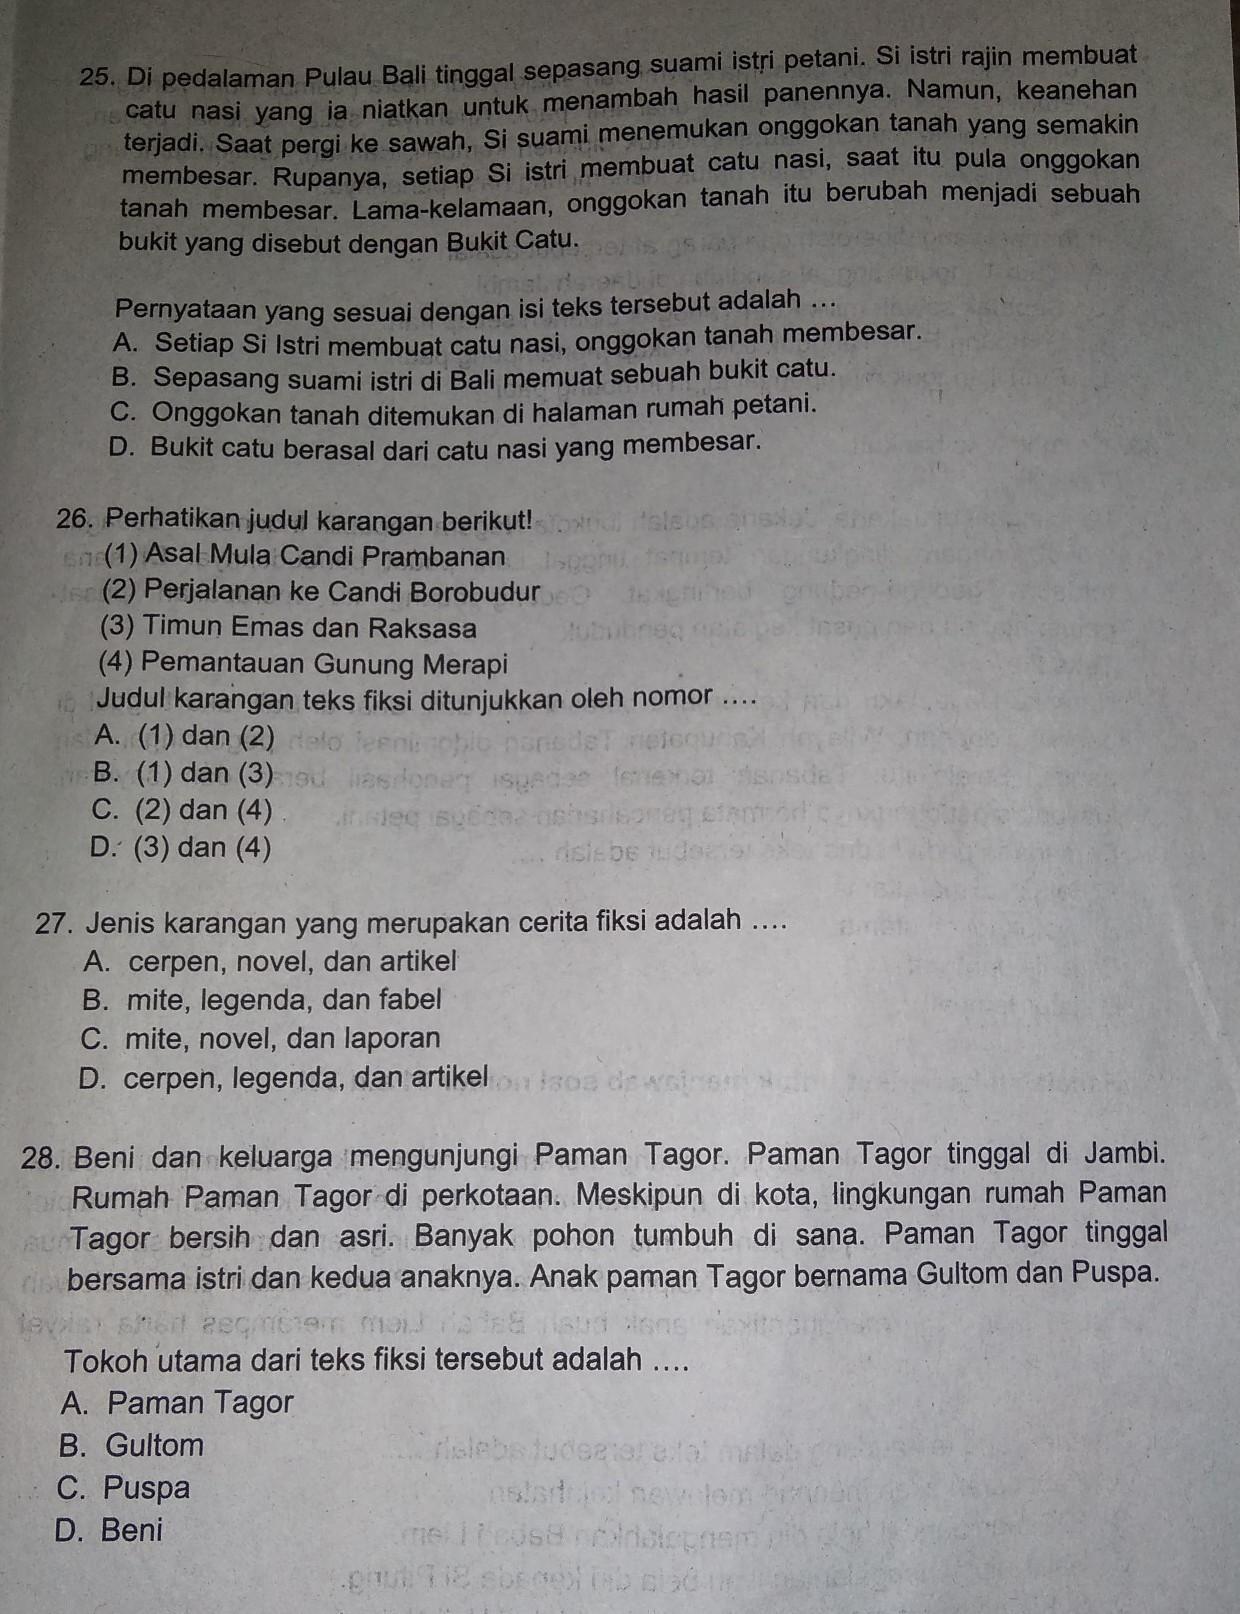 25. Di pedalaman Pulau Bali tinggal sepasang suami istri petani. Si istri rajin membuat
catu nasi yang ia niatkan untuk menambah hasil panennya. Namun, keanehan
terjadi. Saat pergi ke sawah, Si suami menemukan onggokan tanah yang semakin
membesar. Rupanya, setiap Si istri membuat catu nasi, saat itu pula onggokan
tanah membesar. Lama-kelamaan, onggokan tanah itu berubah menjadi sebuah
bukit yang disebut dengan Bukit Catu.
Pernyataan yang sesuai dengan isi teks tersebut adalah ...
A. Setiap Si Istri membuat catu nasi, onggokan tanah membesar.
B. Sepasang suami istri di Bali memuat sebuah bukit catu.
C. Onggokan tanah ditemukan di halaman rumah petani.
D. Bukit catu berasal dari catu nasi yang membesar.
26. Perhatikan judul karangan berikut!
(1) Asal Mula Candi Prambanan
(2) Perjalanan ke Candi Borobudur
(3) Timun Emas dan Raksasa
(4) Pemantauan Gunung Merapi
Judul karangan teks fiksi ditunjukkan oleh nomor ....
A. (1) dan (2)
B. (1) dan (3)
C. (2) dan (4)
D. (3) dan (4)
27. Jenis karangan yang merupakan cerita fiksi adalah ....
A. cerpen, novel, dan artikel
B. mite, legenda, dan fabel
C. mite, novel, dan laporan
D. cerpen, legenda, dan artikel
28. Beni dan keluarga mengunjungi Paman Tagor. Paman Tagor tinggal di Jambi.
Rumah Paman Tagor di perkotaan. Meskipun di kota, lingkungan rumah Paman
Tagor bersih dan asri. Banyak pohon tumbuh di sana. Paman Tagor tinggal
bersama istri dan kedua anaknya. Anak paman Tagor bernama Gultom dan Puspa.
Tokoh utama dari teks fiksi tersebut adalah ....
A. Paman Tagor
B. Gultom
C. Puspa
D. Beni